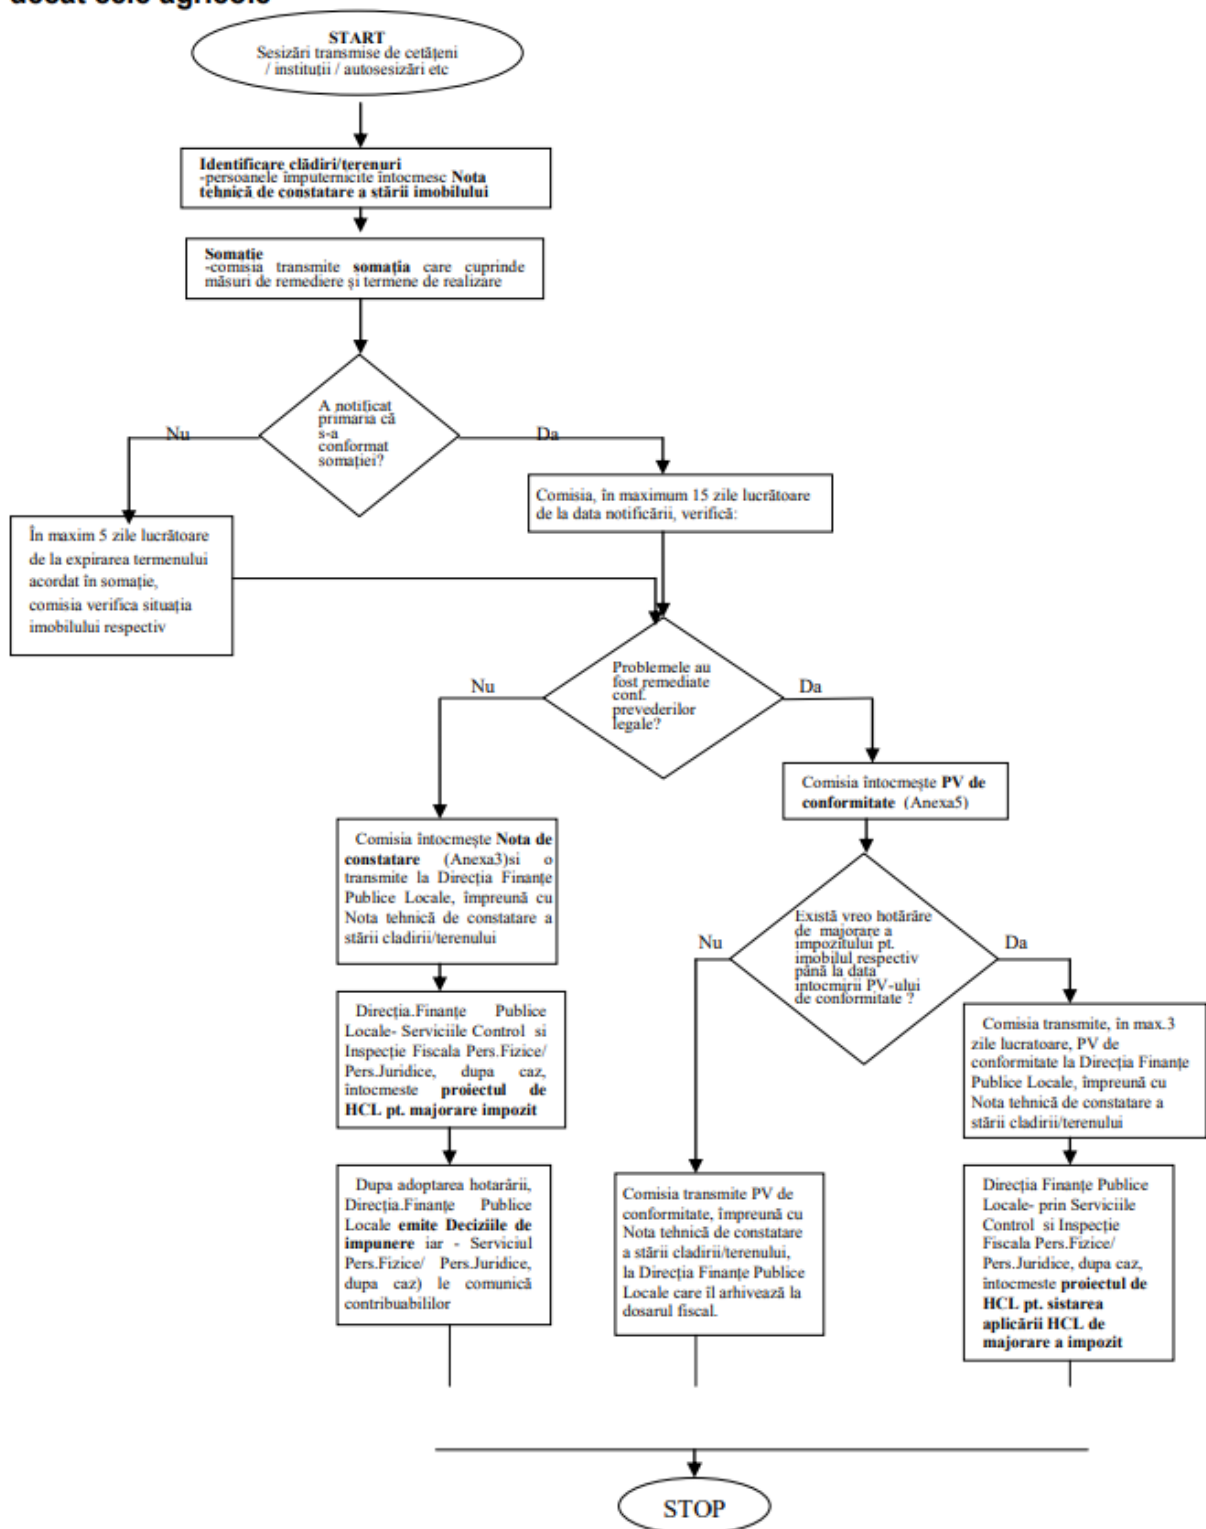 START
Sesizări transmise de cetățeni
/ instituții / autosesizări etc
Identificare clădiri/terenuri
-persoanele împuternicite întocmesc Nota
tehnică de constatare a stării imobilului
Somație
-comisia transmite somația care cuprinde
măsuri de remediere și termene de realizare
A notificat
primaria că
s-a
conformat
somației?
Nu
Da
Comisia, în maximum 15 zile lucrătoare
de la data notificării, verifică:
În maxim 5 zile lucrătoare
de la expirarea termenului
acordat în somație,
comisia verifica situația
imobilului respectiv
Problemele au
fost remediate
conf.
prevederilor
legale?
Nu
Da
Comisia întocmește PV de
conformitate (Anexa5)
Comisia întocmește Nota de
constatare (Anexa3)si o
transmite la Direcția Finanțe
Publice Locale, împreună cu
Nota tehnică de constatare a
stării cladirii/terenului
Există vreo hotărâre
de majorare a
impozitului pt.
imobilul respectiv
până la data
intocmirii PV-ului
de conformitate ?
Nu
Da
Direcția.Finanțe Publice
Locale- Serviciile Control si
Inspecție Fiscala Pers.Fizice/
Pers.Juridice, dupa caz,
întocmeste proiectul de
HCL pt. majorare impozit
Comisia transmite, în max.3
zile lucratoare, PV de
conformitate la Direcția Finanțe
Publice Locale, împreună cu
Nota tehnică de constatare a
stării cladirii/terenului
Dupa adoptarea hotarârii,
Direcția.Finanțe Publice
Locale emite Deciziile de
impunere iar - Serviciul
Pers.Fizice/ Pers.Juridice,
dupa caz) le comunică
contribuabililor
Comisia transmite PV de
conformitate, împreună cu
Nota tehnică de constatare
a stării cladirii/terenului,
la Direcția Finanțe Publice
Locale care îl arhivează la
dosarul fiscal.
Direcția Finanțe Publice
Locale- prin Serviciile
Control si Inspecție
Fiscala Pers.Fizice/
Pers.Juridice, dupa caz,
întocmeste proiectul de
HCL pt. sistarea
aplicării HCL de
majorare a impozit
STOP